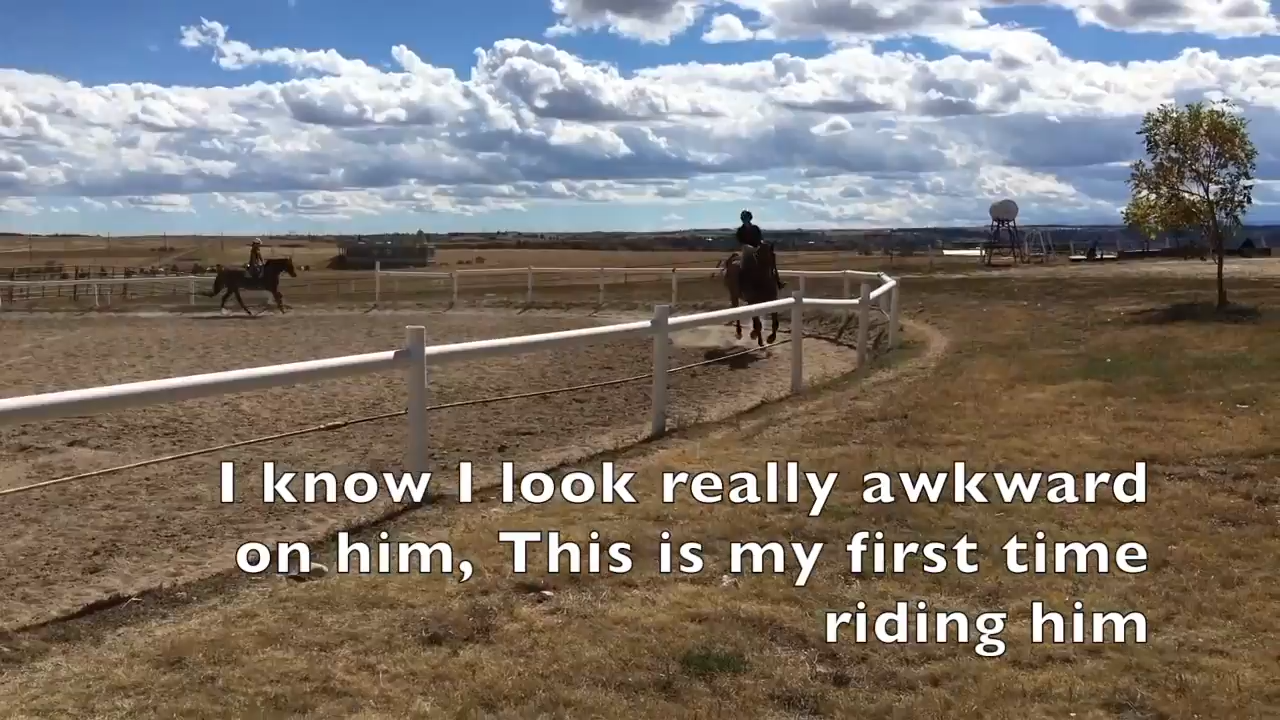 I know I look really awkward
on him, This is my first time
riding him